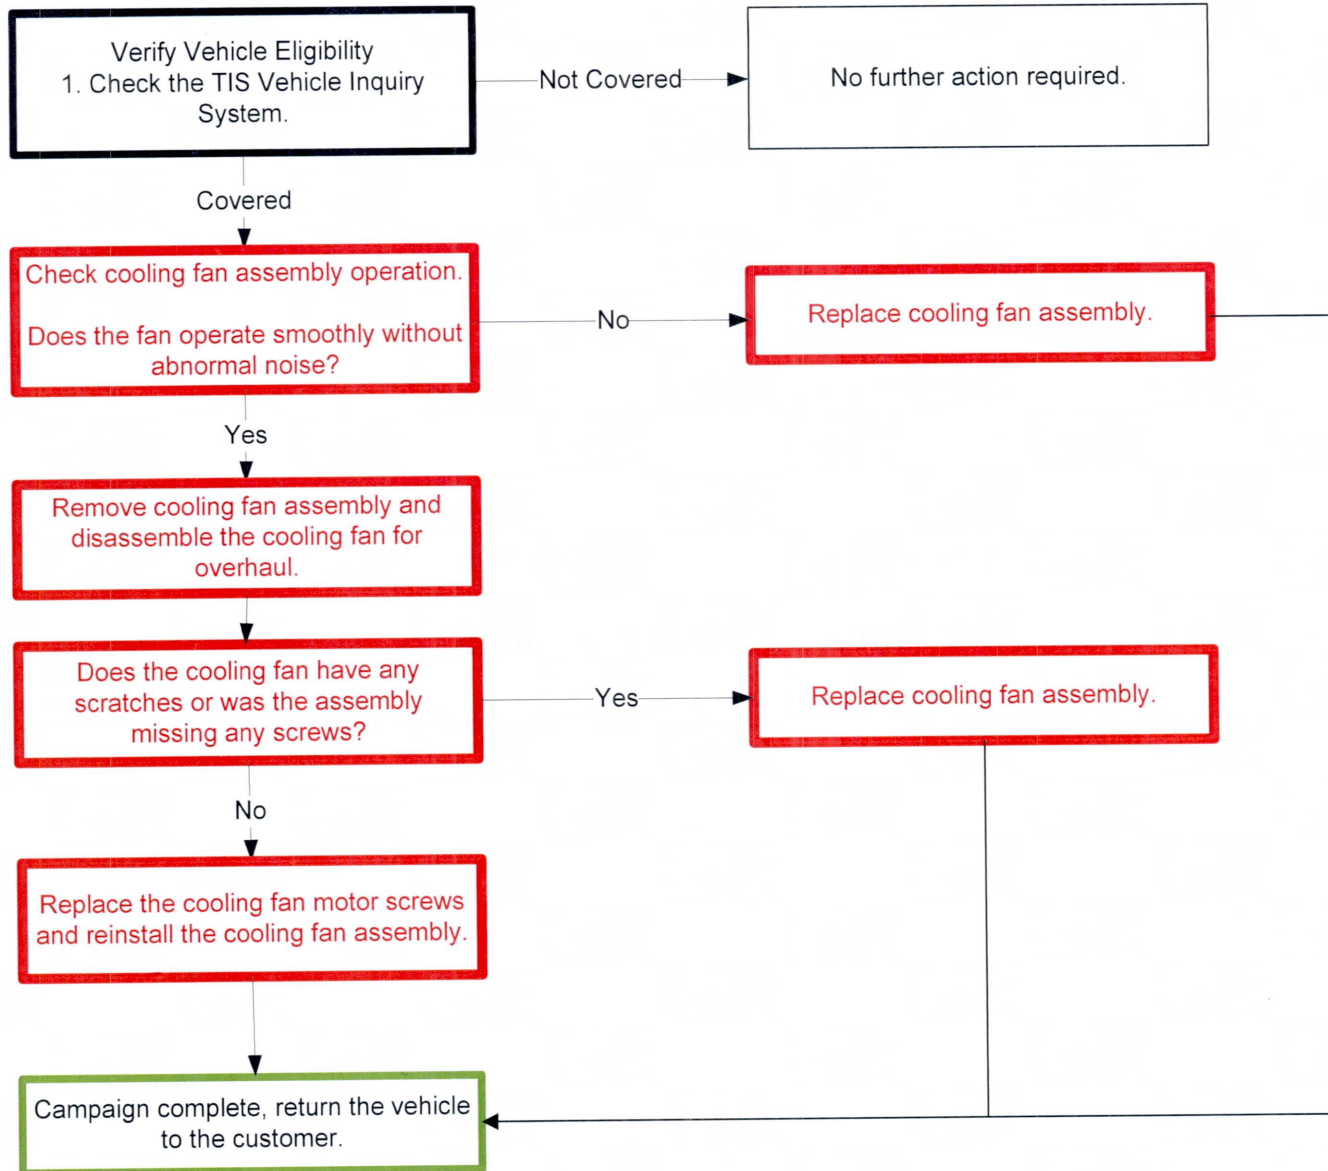 Verify Vehicle Eligibility
1. Check the TIS Vehicle Inquiry
System.
Not Covered
No further action required.
Covered
Check cooling fan assembly operation.
Does the fan operate smoothly without
abnormal noise?
No
Replace cooling fan assembly.
Yes
Remove cooling fan assembly and
disassemble the cooling fan for
overhaul.
Does the cooling fan have any
scratches or was the assembly
missing any screws?
Yes
Replace cooling fan assembly.
No
Replace the cooling fan motor screws
and reinstall the cooling fan assembly.
Campaign complete, return the vehicle
to the customer.